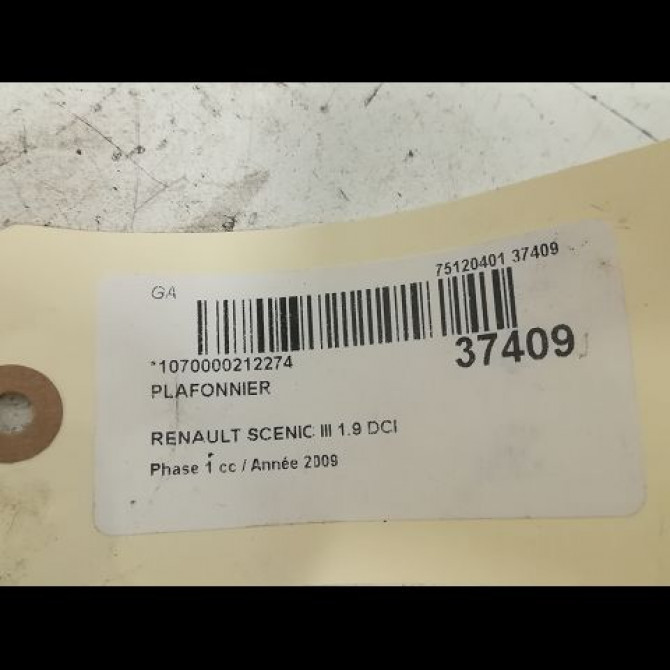 GA
75120401 37409
*1070000212274
37409
PLAFONNIER
RENAULT SCENIC III 1.9 DCI
Phase 1 cc / Année 2009